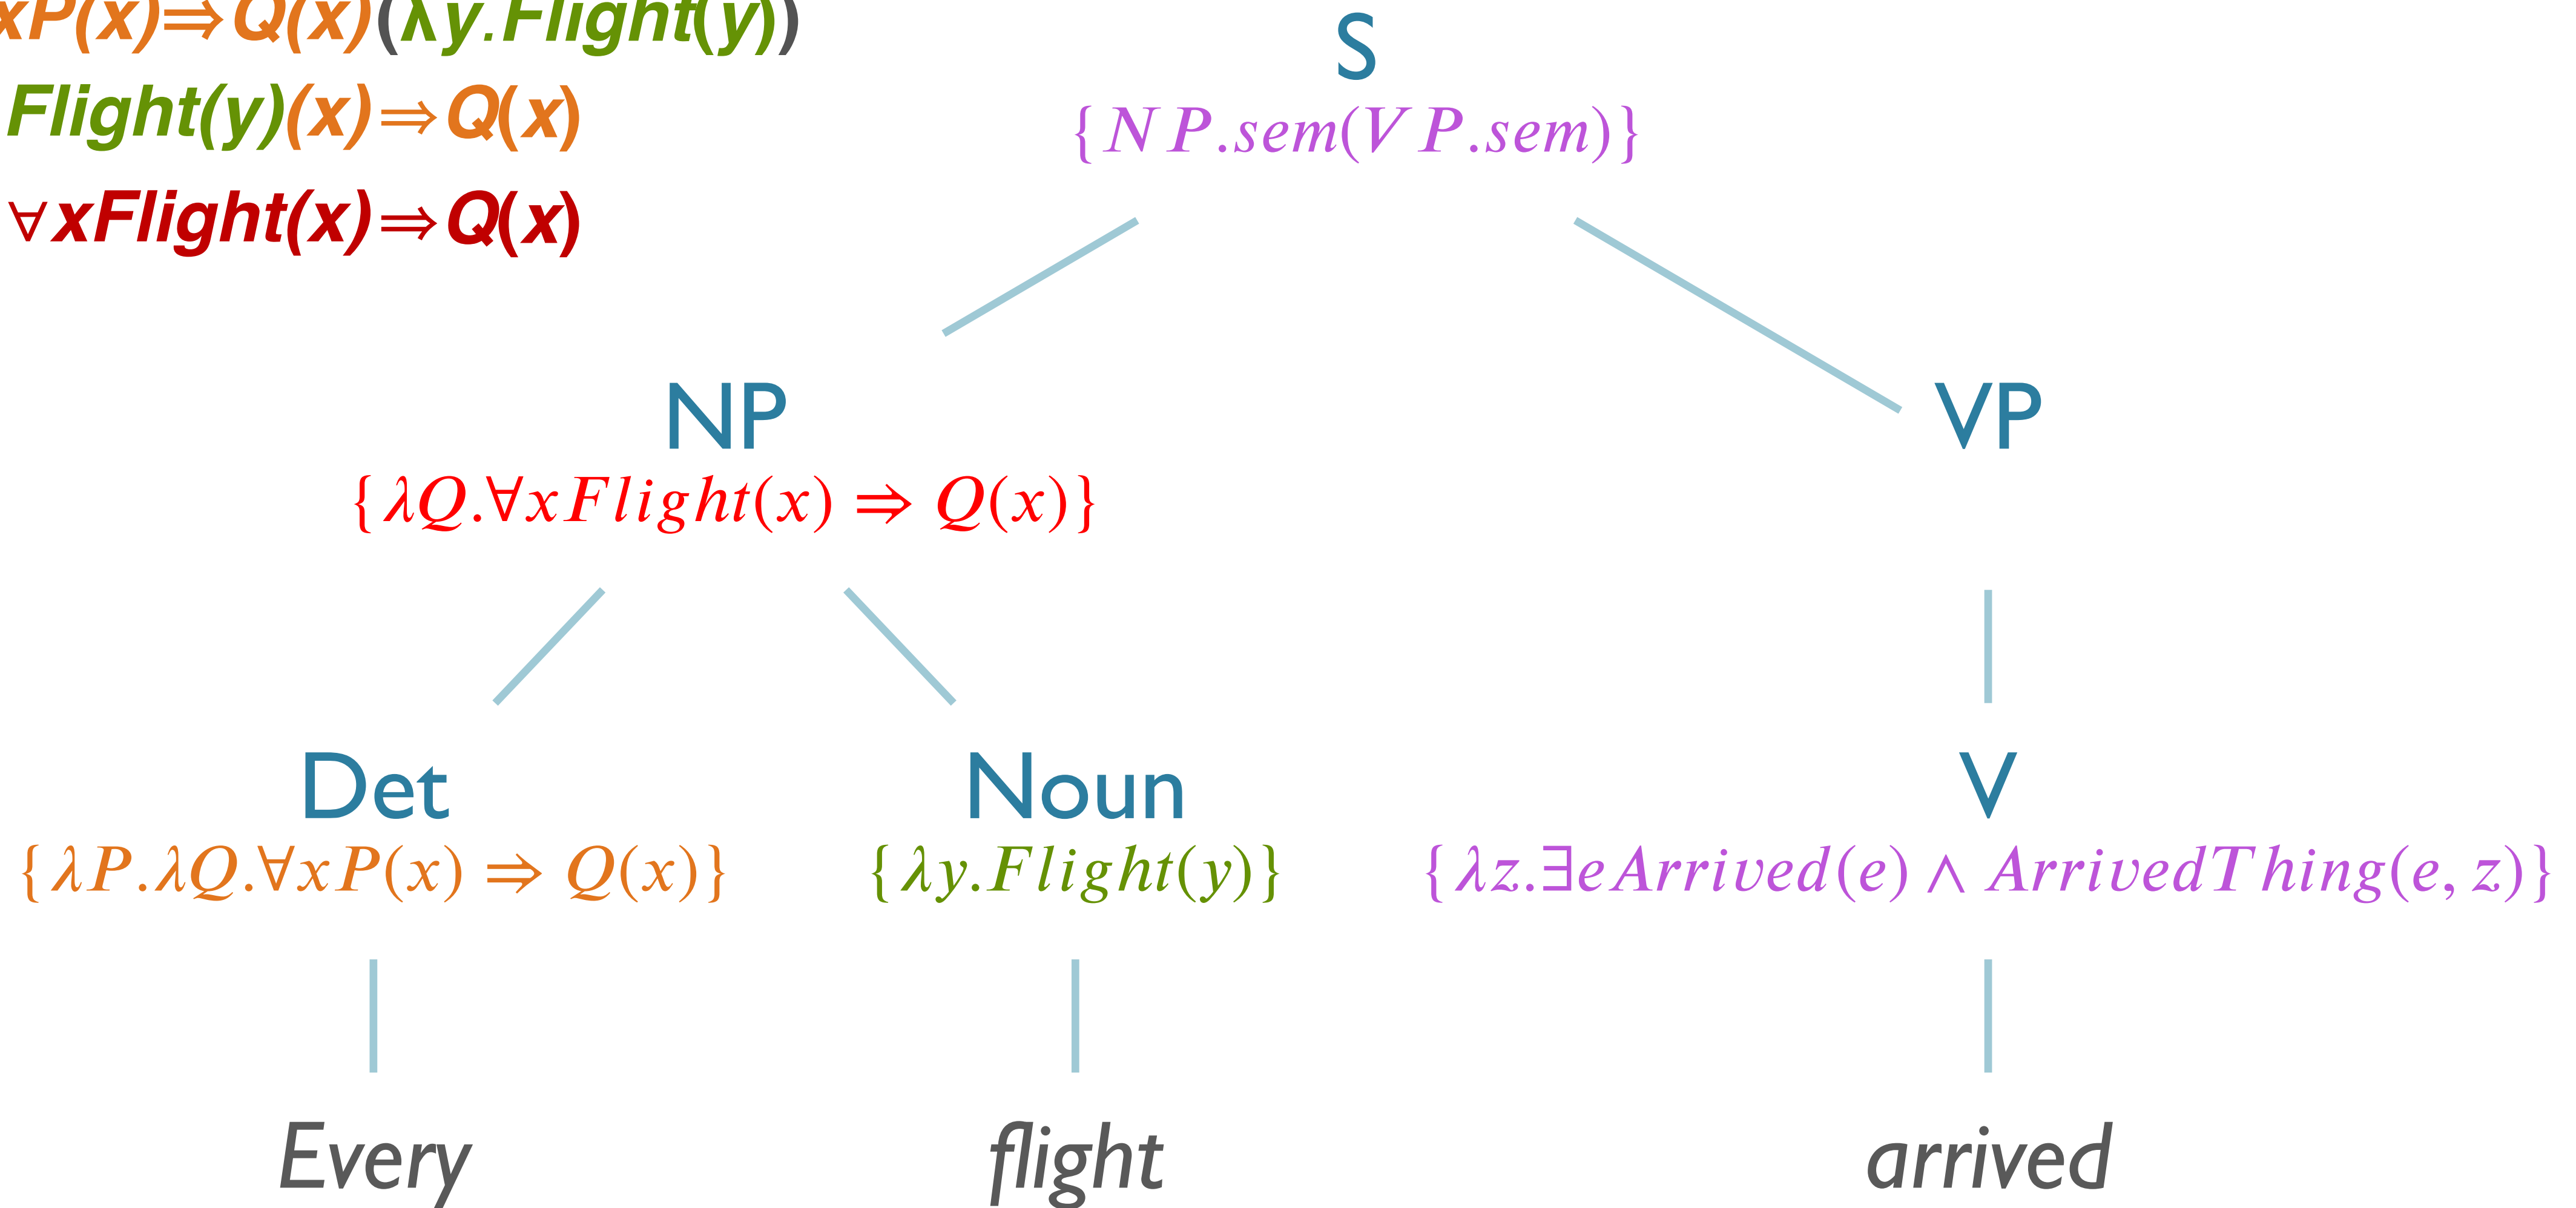 xP(x)⇒Q(x)(λy.Flight(y))
Flight(y)(x)⇒Q(x)
∀xFlight(x)⇒Q(x)
S
{NP.sem(VP.sem)}
NP
VP
{λQ.∀xFlight(x) ⇒ Q(x)}
Det
Noun
V
{λP.λQ.∀xP(x) ⇒ Q(x)}
{λy.Flight(y)}
{λz.∃eArrived(e) ∧ ArrivedThing(e, z)}
Every
flight
arrived